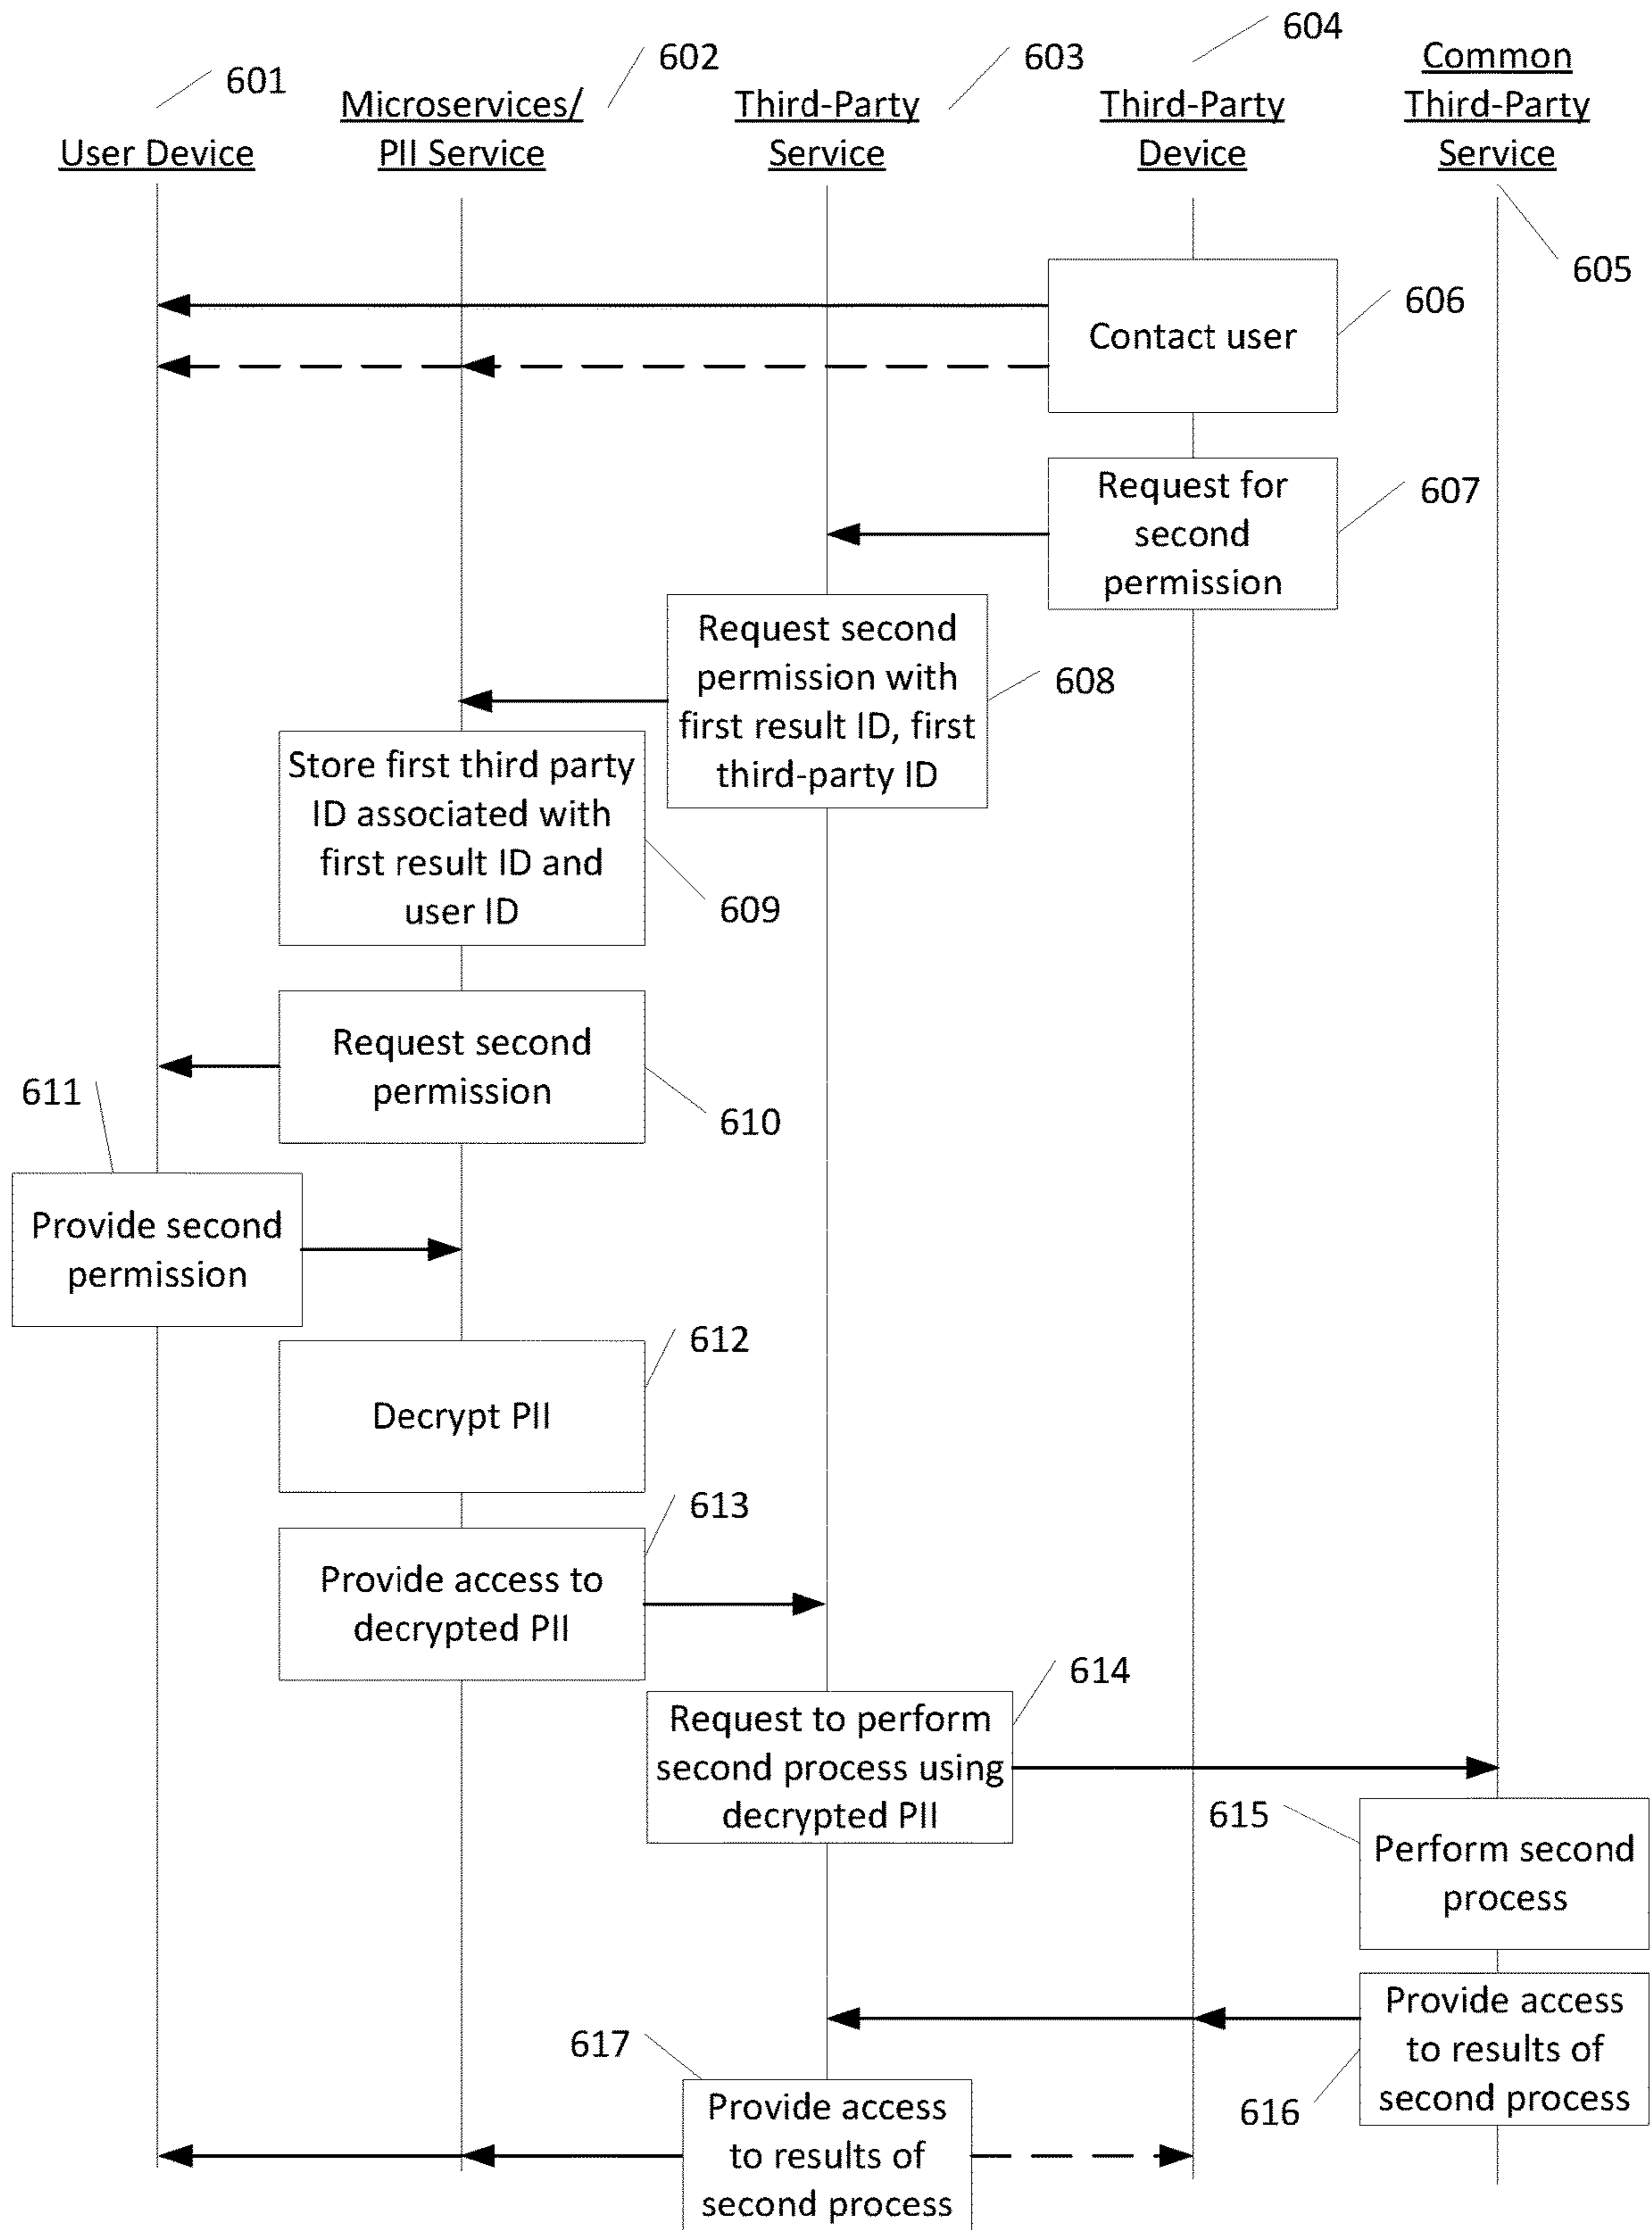 604
Common
Third-Party
Service
601
602
603
Microservices/
PII Service
Third-Party
Service
Third-Party
Device
User Device
605
606
Contact user
Request for
second
permission
607
Request second
permission with
first result ID, first
third-party ID
608
Store first third party
ID associated with
first result ID and
user ID
609
Request second
permission
610
611
Provide second
permission
612
Decrypt PII
613
Provide access to
decrypted PII
614
Request to perform
second process using
decrypted PII
615
Perform second
process
Provide access
to results of
second process
616
617
Provide access
to results of
second process